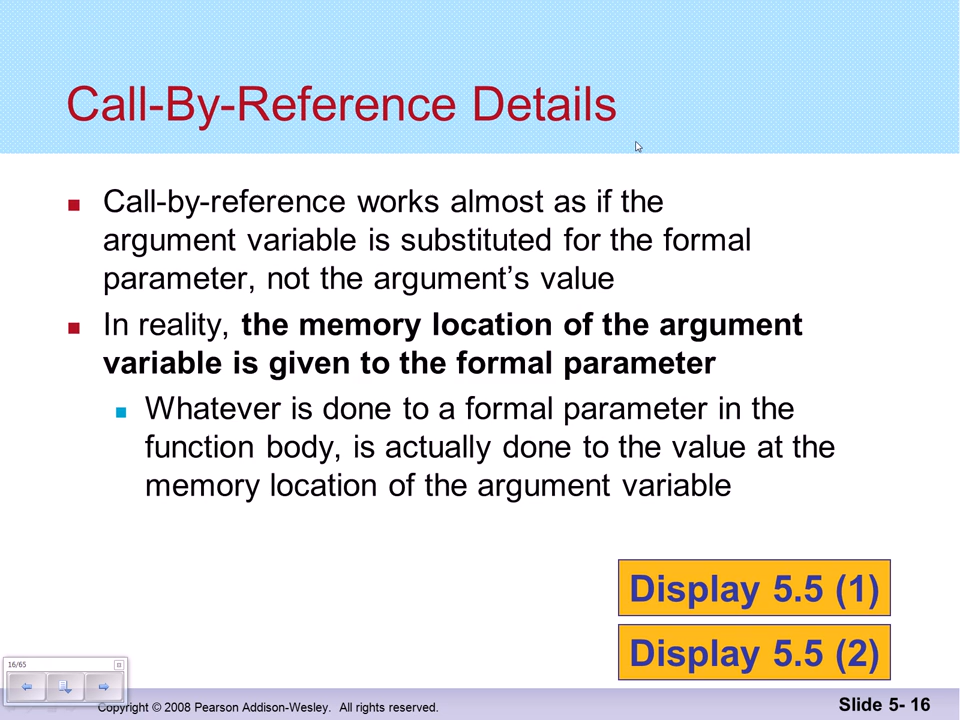 Call-By-Reference Details
Call-by-reference works almost as if the
argument variable is substituted for the formal
parameter, not the argument’s value
In reality, the memory location of the argument
variable is given to the formal parameter
Whatever is done to a formal parameter in the
function body, is actually done to the value at the
memory location of the argument variable
Display 5.5 (1)
Display 5.5 (2)
16/65
Copyright © 2008 Pearson Addison-Wesley. All rights reserved.
Slide 5- 16